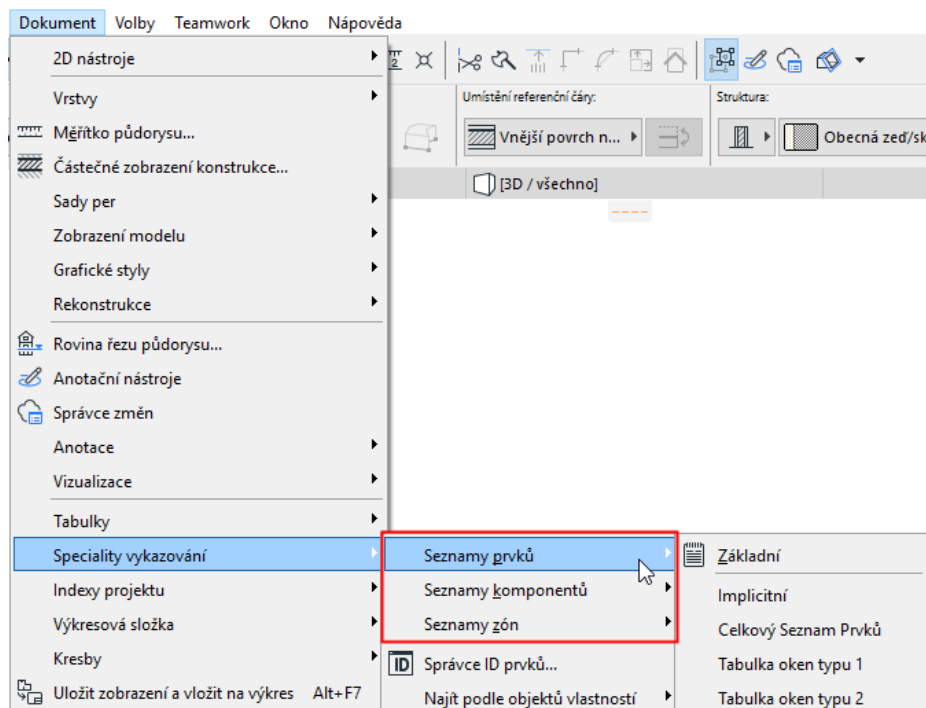 Dokument Volby Teamwork Okno Nápověda
2D nástroje
Vrstvy
Měřítko půdorysu...
Částečné zobrazení konstrukce...
Sady per
Zobrazení modelu
Grafické styly
Rekonstrukce
Rovina řezu půdorysu...
Anotační nástroje
Správce změn
Anotace
Vizualizace
Tabulky
Speciality vykazování
Indexy projektu
Výkresová složka
Kresby
Uložit zobrazení a vložit na výkres Alt+F7
Umístění referenční čáry:
Vnější povrch n...
Struktura:
Obecná zeď/sk
[3D / všechno]
Seznamy prvků
Seznamy komponentů
Seznamy zón
ID Správce ID prvků...
Najít podle objektů vlastností
Základní
Implicitní
Celkový Seznam Prvků
Tabulka oken typu 1
Tabulka oken typu 2